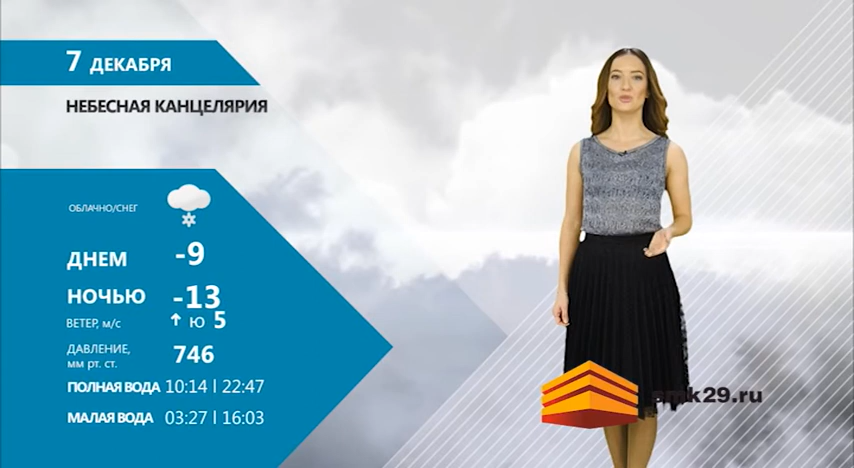 7 ДЕКАБРЯ
НЕБЕСНАЯ КАНЦЕЛЯРИЯ
ОБЛАЧНО/СНЕГ
ДНЕМ -9
НОЧЬЮ -13
ВЕТЕР, м/с ↑ Ю 5
ДАВЛЕНИЕ, 746
мм рт. ст.
ПОЛНАЯ ВОДА 10:14 | 22:47
МАЛАЯ ВОДА 03:27 | 16:03
smk29.ru